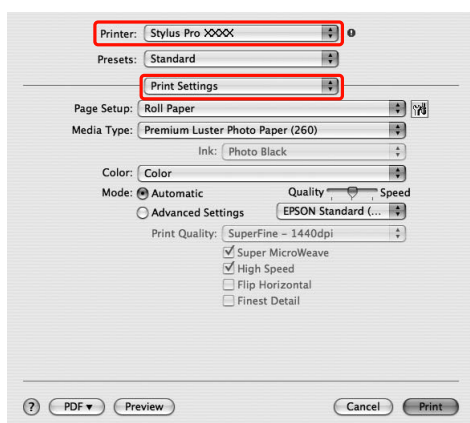 Printer: Stylus Pro XXXX
Presets: Standard
Print Settings
Page Setup: Roll Paper
Media Type: Premium Luster Photo Paper (260)
Ink: Photo Black
Color: Color
Mode: Automatic Quality Speed
Advanced Settings EPSON Standard (...
Print Quality: SuperFine – 1440dpi
Super MicroWeave
High Speed
Flip Horizontal
Finest Detail
? PDF ▾ Preview Cancel Print